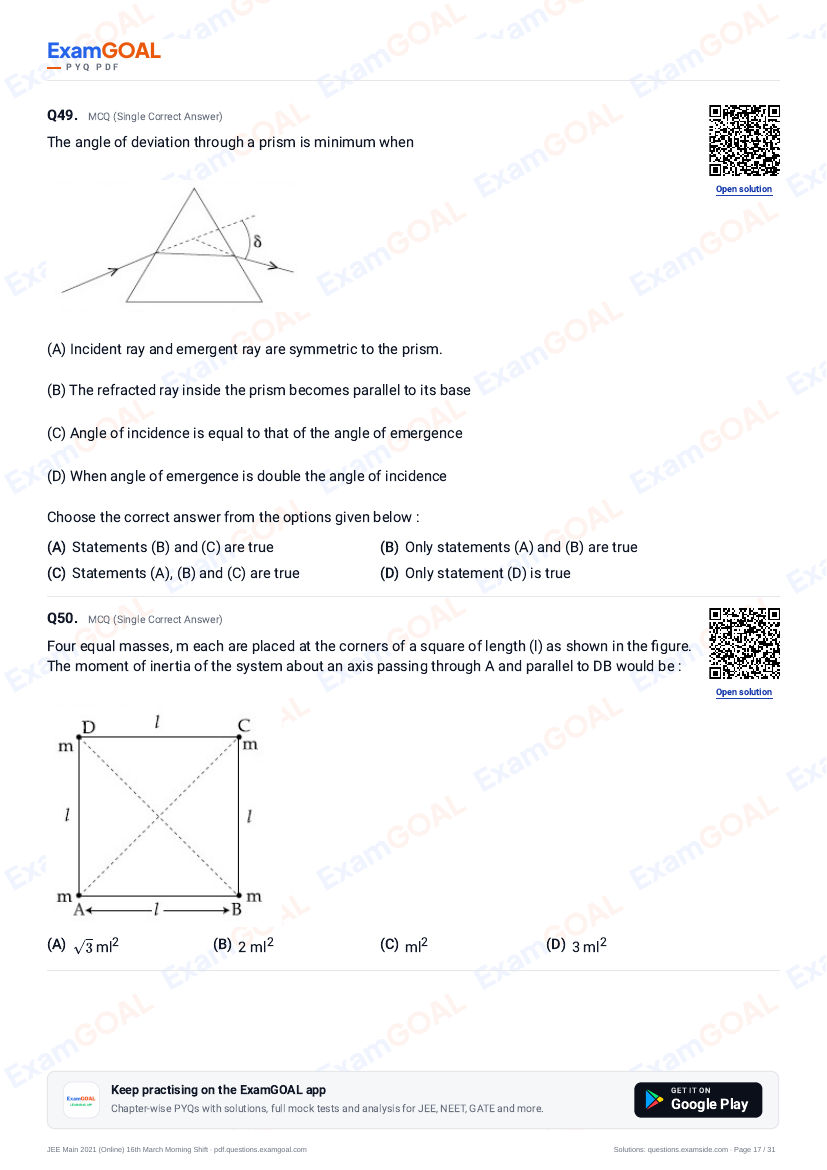 ExamGOAL
PYQ PDF
Q49. MCQ (Single Correct Answer)
The angle of deviation through a prism is minimum when
Open solution
δ
(A) Incident ray and emergent ray are symmetric to the prism.
(B) The refracted ray inside the prism becomes parallel to its base
(C) Angle of incidence is equal to that of the angle of emergence
(D) When angle of emergence is double the angle of incidence
Choose the correct answer from the options given below :
(A) Statements (B) and (C) are true (B) Only statements (A) and (B) are true
(C) Statements (A), (B) and (C) are true (D) Only statement (D) is true
Q50. MCQ (Single Correct Answer)
Four equal masses, m each are placed at the corners of a square of length (l) as shown in the figure.
The moment of inertia of the system about an axis passing through A and parallel to DB would be :
Open solution
D l C
m m
l l
m m
A l B
(A) √3 ml² (B) 2 ml² (C) ml² (D) 3 ml²
Keep practising on the ExamGOAL app
Chapter-wise PYQs with solutions, full mock tests and analysis for JEE, NEET, GATE and more.
GET IT ON
Google Play
JEE Main 2021 (Online) 16th March Morning Shift · pdf.questions.examgoal.com Solutions: questions.examside.com · Page 17 / 31